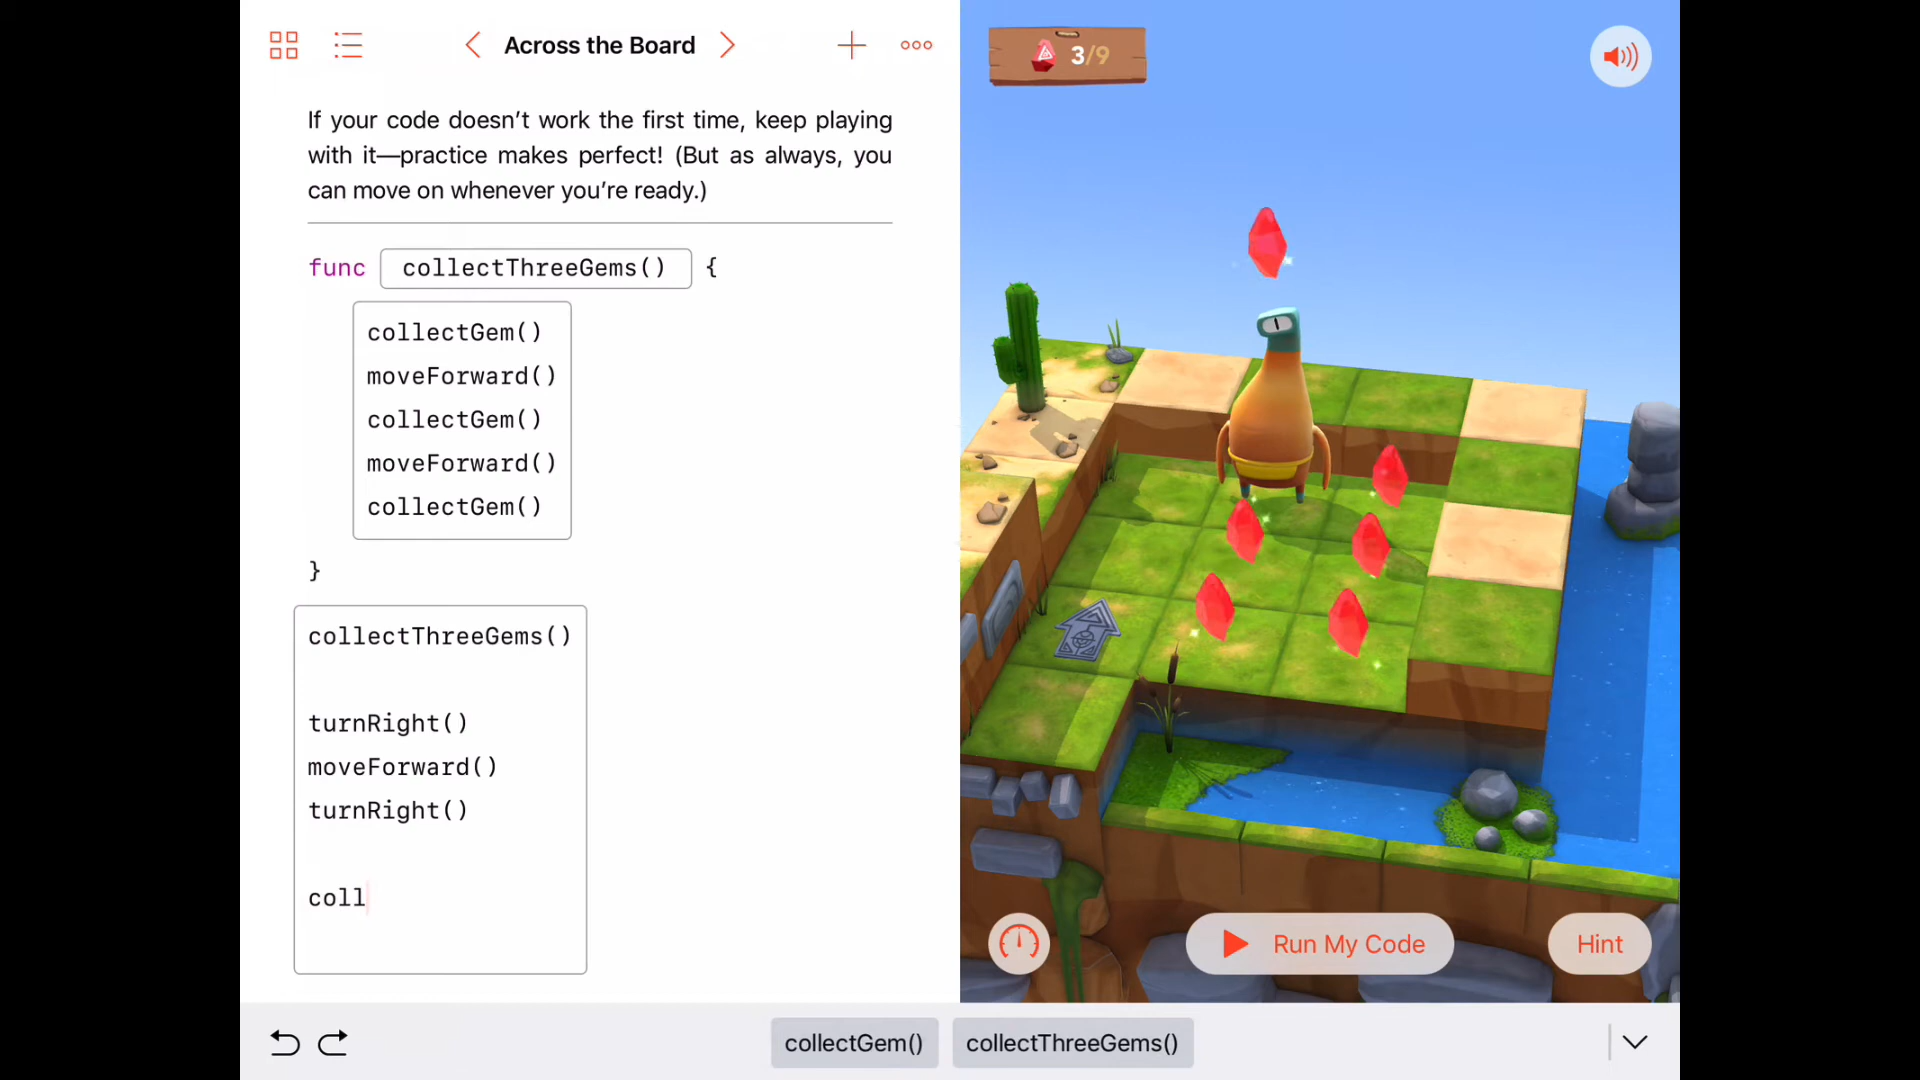 Across the Board
If your code doesn’t work the first time, keep playing
with it—practice makes perfect! (But as always, you
can move on whenever you’re ready.)
func collectThreeGems() {
collectGem()
moveForward()
collectGem()
moveForward()
collectGem()
}
collectThreeGems()
turnRight()
moveForward()
turnRight()
coll
3/9
Run My Code
Hint
collectGem()
collectThreeGems()